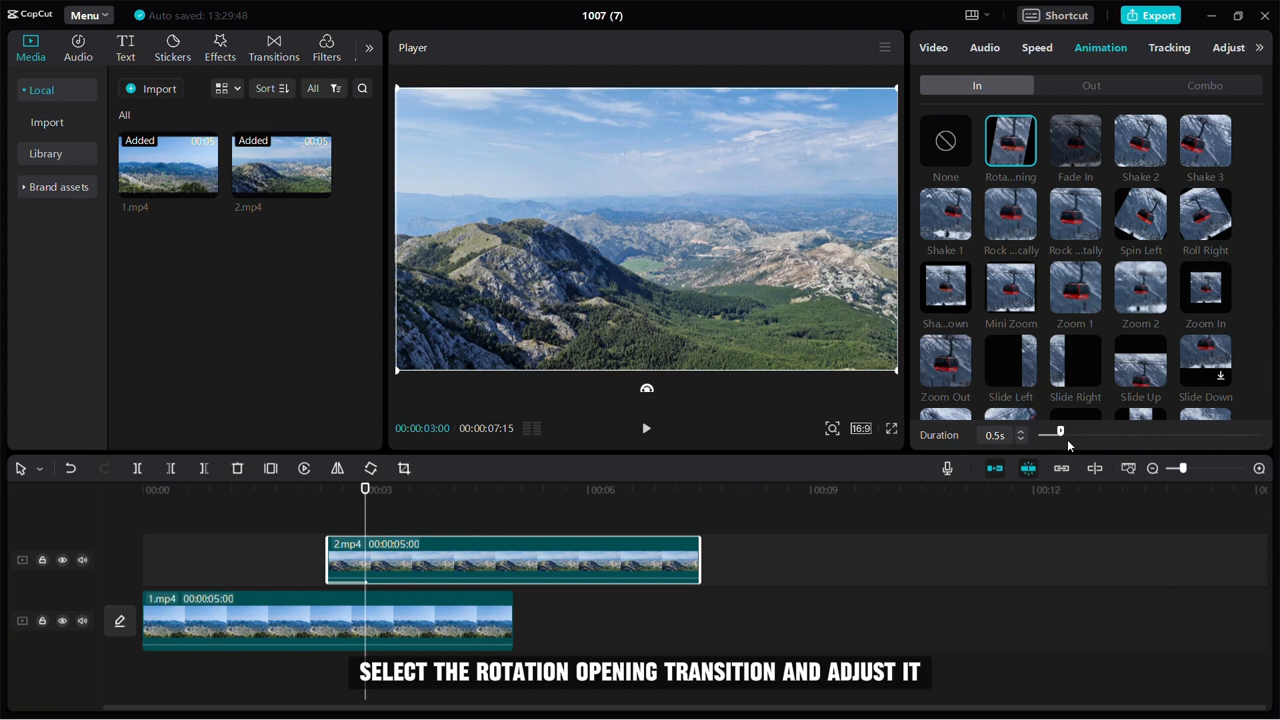 CapCut
Menu
Auto saved: 13:29:48
1007 (7)
Shortcut
Export
Media
Audio
Text
Stickers
Effects
Transitions
Filters
Local
Import
Library
Brand assets
Import
Sort
All
All
Added
00:05
Added
00:05
1.mp4
2.mp4
Player
00:00:03:00 / 00:00:07:15
16:9
Video
Audio
Speed
Animation
Tracking
Adjust
In
Out
Combo
None
Rota...ning
Fade In
Shake 2
Shake 3
Shake 1
Rock ...cally
Rock ...tally
Spin Left
Roll Right
Sha...own
Mini Zoom
Zoom 1
Zoom 2
Zoom In
Zoom Out
Slide Left
Slide Right
Slide Up
Slide Down
Duration
0.5s
00:00
00:03
00:06
00:09
00:12
2.mp4 00:00:05:00
1.mp4 00:00:05:00
SELECT THE ROTATION OPENING TRANSITION AND ADJUST IT